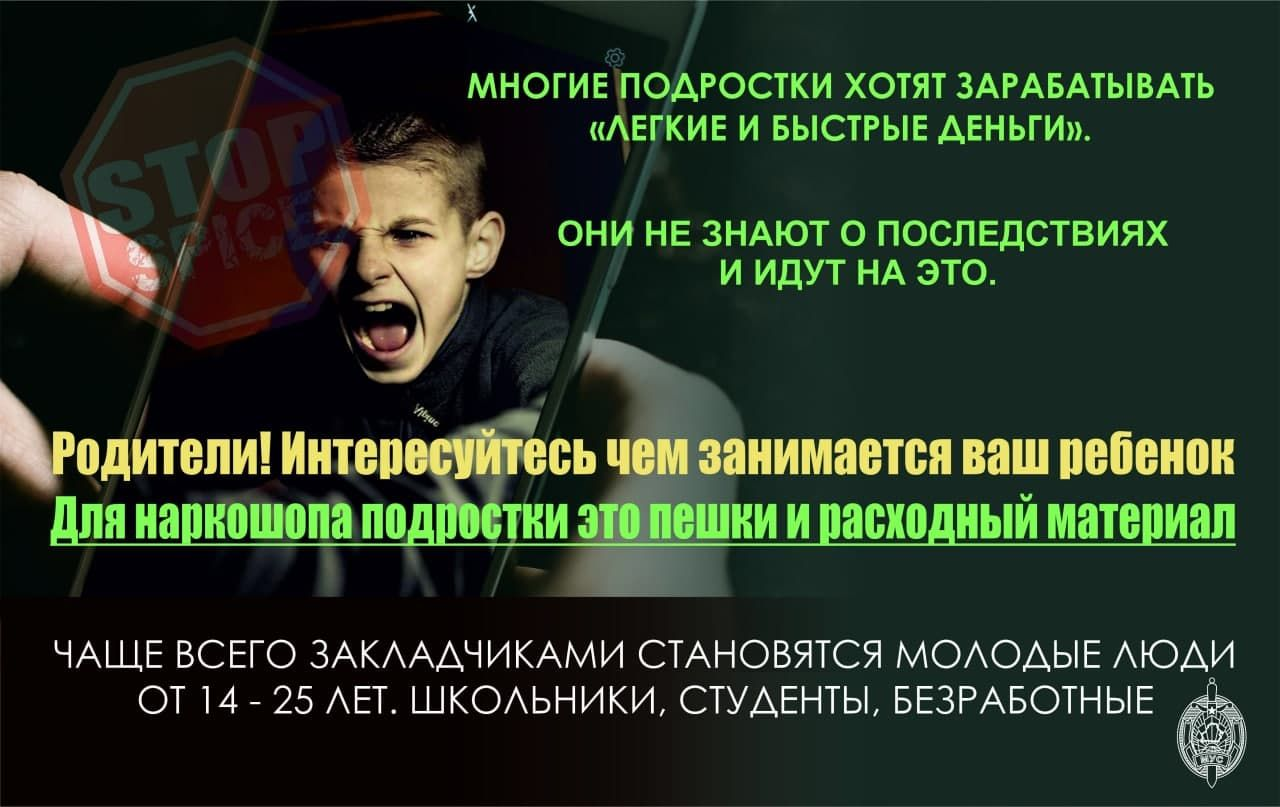 STOP
SPICE
МНОГИЕ ПОДРОСТКИ ХОТЯТ ЗАРАБАТЫВАТЬ
«ЛЕГКИЕ И БЫСТРЫЕ ДЕНЬГИ».
ОНИ НЕ ЗНАЮТ О ПОСЛЕДСТВИЯХ
И ИДУТ НА ЭТО.
Родители! Интересуйтесь чем занимается ваш ребенок
Для наркошопа подростки это пешки и расходный материал
ЧАЩЕ ВСЕГО ЗАКЛАДЧИКАМИ СТАНОВЯТСЯ МОЛОДЫЕ ЛЮДИ
ОТ 14 - 25 ЛЕТ. ШКОЛЬНИКИ, СТУДЕНТЫ, БЕЗРАБОТНЫЕ
МУС